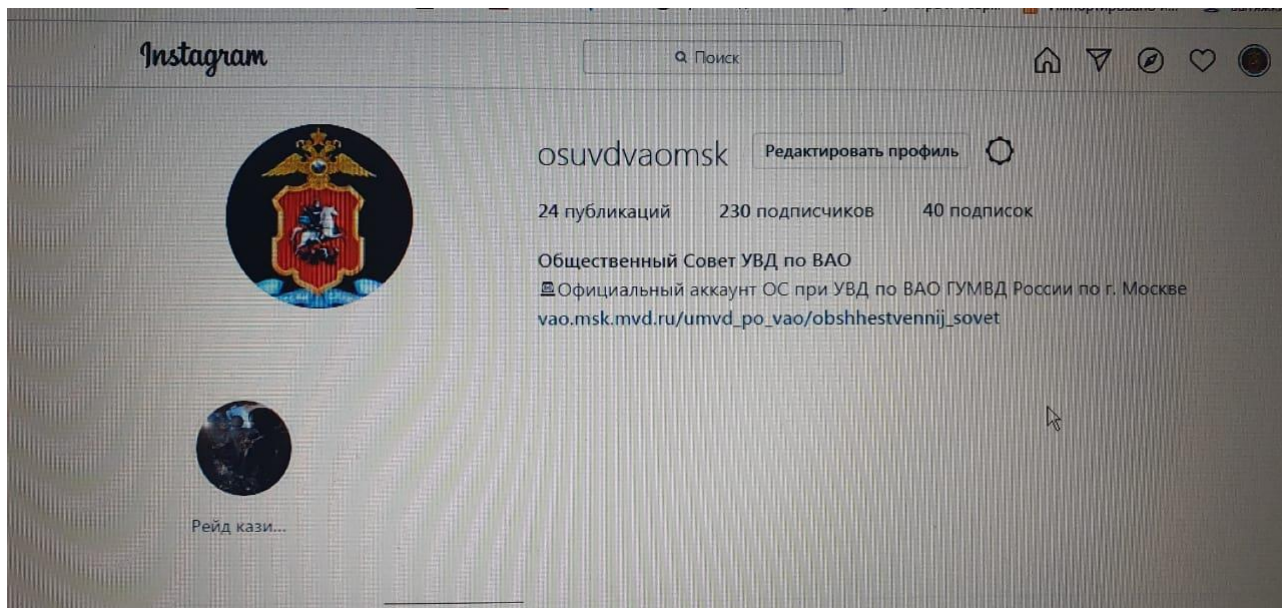 Instagram
Поиск
osuvdvaomsk Редактировать профиль
24 публикаций 230 подписчиков 40 подписок
Общественный Совет УВД по ВАО
Официальный аккаунт ОС при УВД по ВАО ГУМВД России по г. Москве
vao.msk.mvd.ru/umvd_po_vao/obshhestvennij_sovet
Рейд кази...